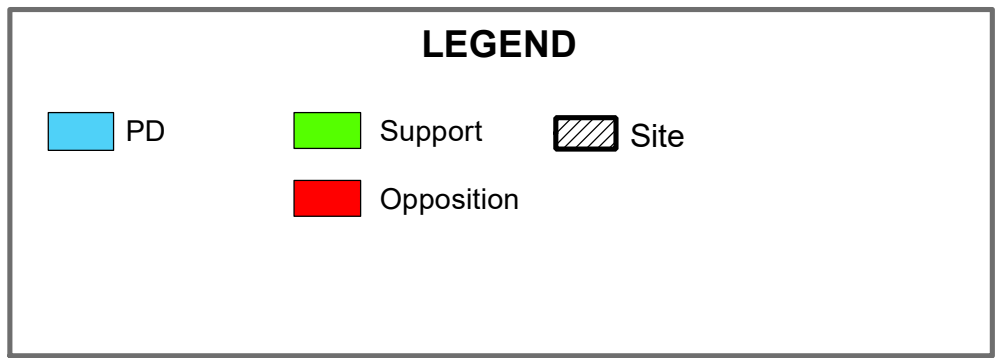 LEGEND
PD
Support
Site
Opposition